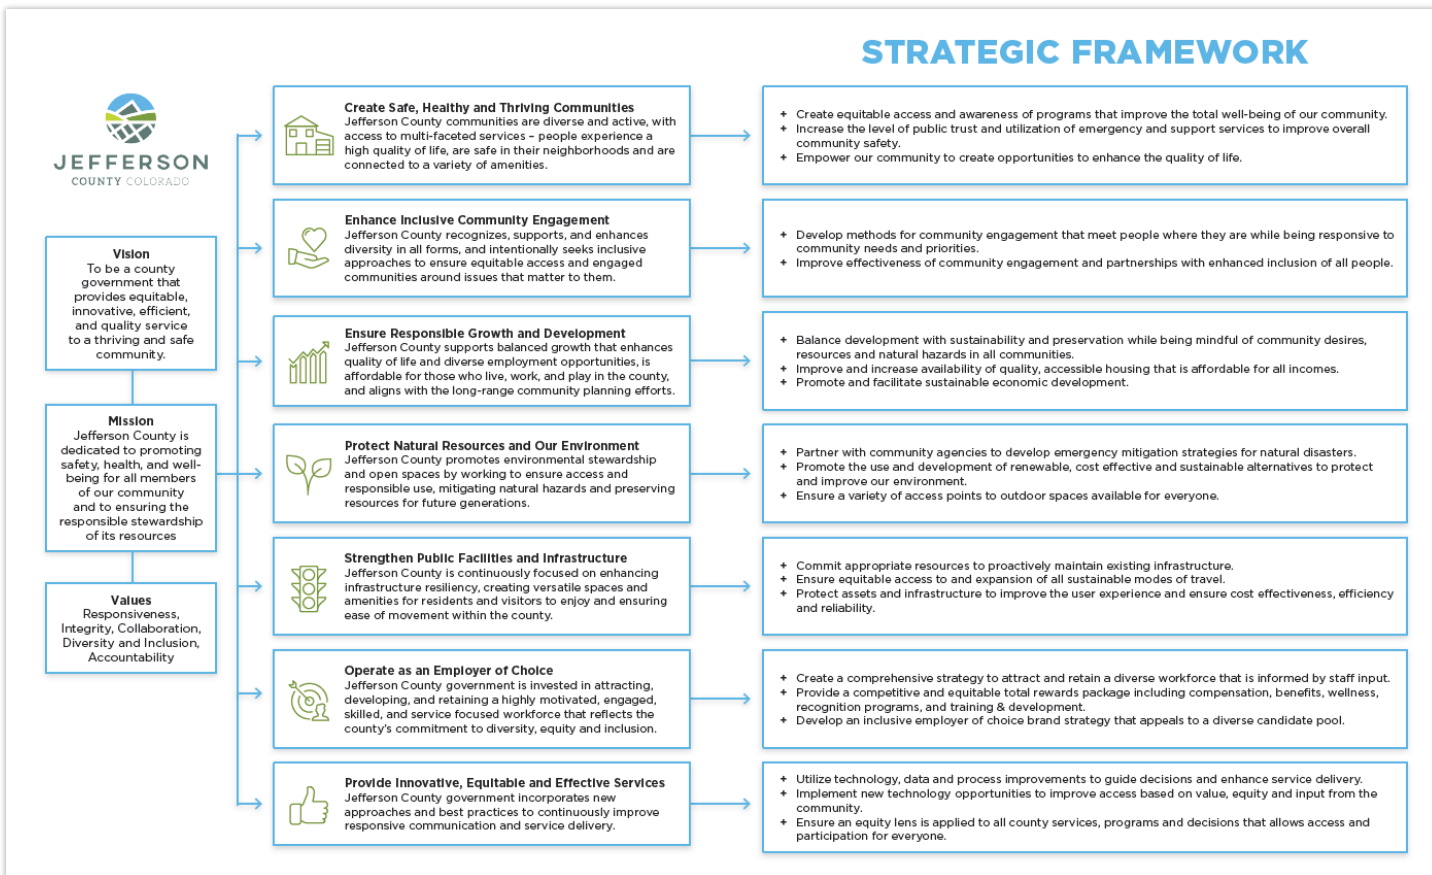 STRATEGIC FRAMEWORK
JEFFERSON
COUNTY COLORADO
Vision
To be a county
government that
provides equitable,
innovative, efficient,
and quality service
to a thriving and safe
community.
Mission
Jefferson County is
dedicated to promoting
safety, health, and well-
being for all members
of our community
and to ensuring the
responsible stewardship
of its resources
Values
Responsiveness,
Integrity, Collaboration,
Diversity and Inclusion,
Accountability
Create Safe, Healthy and Thriving Communities
Jefferson County communities are diverse and active, with
access to multi-faceted services – people experience a
high quality of life, are safe in their neighborhoods and are
connected to a variety of amenities.
+ Create equitable access and awareness of programs that improve the total well-being of our community.
+ Increase the level of public trust and utilization of emergency and support services to improve overall
community safety.
+ Empower our community to create opportunities to enhance the quality of life.
Enhance Inclusive Community Engagement
Jefferson County recognizes, supports, and enhances
diversity in all forms, and intentionally seeks inclusive
approaches to ensure equitable access and engaged
communities around issues that matter to them.
+ Develop methods for community engagement that meet people where they are while being responsive to
community needs and priorities.
+ Improve effectiveness of community engagement and partnerships with enhanced inclusion of all people.
Ensure Responsible Growth and Development
Jefferson County supports balanced growth that enhances
quality of life and diverse employment opportunities, is
affordable for those who live, work, and play in the county,
and aligns with the long-range community planning efforts.
+ Balance development with sustainability and preservation while being mindful of community desires,
resources and natural hazards in all communities.
+ Improve and increase availability of quality, accessible housing that is affordable for all incomes.
+ Promote and facilitate sustainable economic development.
Protect Natural Resources and Our Environment
Jefferson County promotes environmental stewardship
and open spaces by working to ensure access and
responsible use, mitigating natural hazards and preserving
resources for future generations.
+ Partner with community agencies to develop emergency mitigation strategies for natural disasters.
+ Promote the use and development of renewable, cost effective and sustainable alternatives to protect
and improve our environment.
+ Ensure a variety of access points to outdoor spaces available for everyone.
Strengthen Public Facilities and Infrastructure
Jefferson County is continuously focused on enhancing
infrastructure resiliency, creating versatile spaces and
amenities for residents and visitors to enjoy and ensuring
ease of movement within the county.
+ Commit appropriate resources to proactively maintain existing infrastructure.
+ Ensure equitable access to and expansion of all sustainable modes of travel.
+ Protect assets and infrastructure to improve the user experience and ensure cost effectiveness, efficiency
and reliability.
Operate as an Employer of Choice
Jefferson County government is invested in attracting,
developing, and retaining a highly motivated, engaged,
skilled, and service focused workforce that reflects the
county's commitment to diversity, equity and inclusion.
+ Create a comprehensive strategy to attract and retain a diverse workforce that is informed by staff input.
+ Provide a competitive and equitable total rewards package including compensation, benefits, wellness,
recognition programs, and training & development.
+ Develop an inclusive employer of choice brand strategy that appeals to a diverse candidate pool.
Provide Innovative, Equitable and Effective Services
Jefferson County government incorporates new
approaches and best practices to continuously improve
responsive communication and service delivery.
+ Utilize technology, data and process improvements to guide decisions and enhance service delivery.
+ Implement new technology opportunities to improve access based on value, equity and input from the
community.
+ Ensure an equity lens is applied to all county services, programs and decisions that allows access and
participation for everyone.